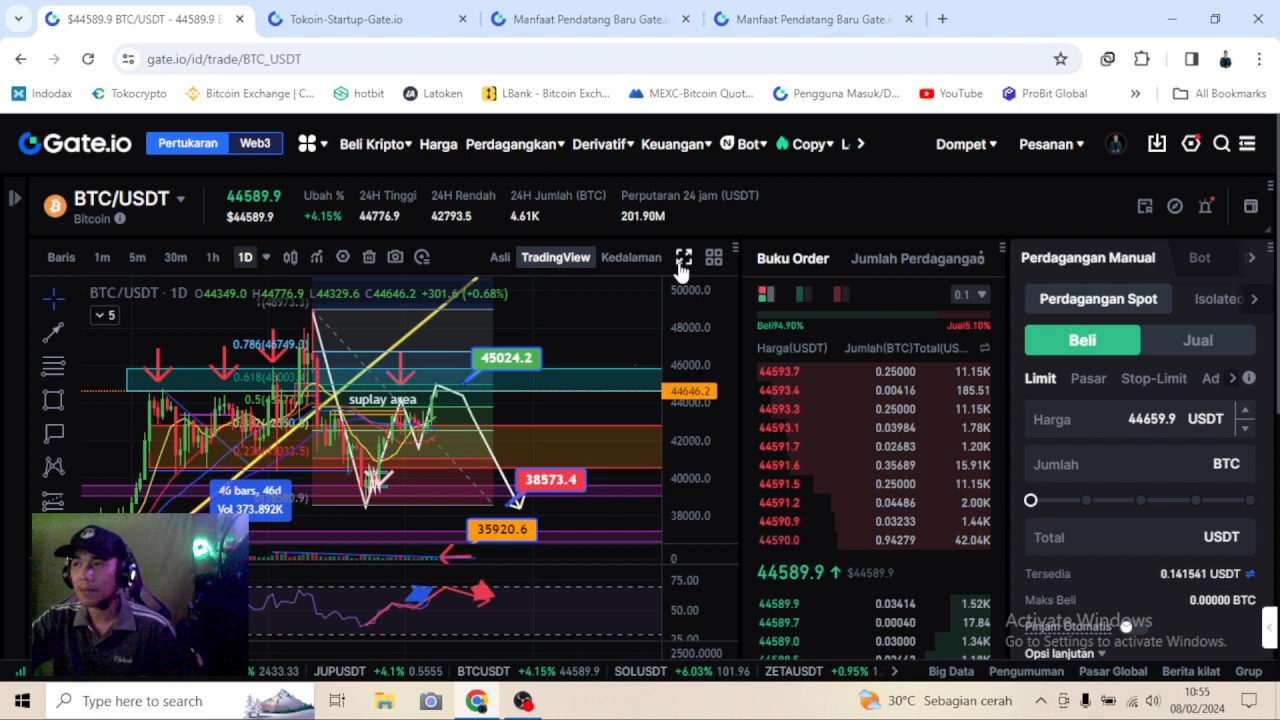 $44589.9 BTC/USDT - 44589.9 B
Tokoin-Startup-Gate.io
Manfaat Pendatang Baru Gate.i
Manfaat Pendatang Baru Gate.i
gate.io/id/trade/BTC_USDT
Indodax
Tokocrypto
Bitcoin Exchange | C...
hotbit
Latoken
LBank - Bitcoin Exch...
MEXC-Bitcoin Quot...
Pengguna Masuk/D...
YouTube
ProBit Global
»
All Bookmarks
Gate.io
Pertukaran
Web3
Beli Kripto
Harga
Perdagangkan
Derivatif
Keuangan
Bot
Copy
Dompet
Pesanan
BTC/USDT
Bitcoin
44589.9
$44589.9
Ubah %
+4.15%
24H Tinggi
44776.9
24H Rendah
42793.5
24H Jumlah (BTC)
4.61K
Perputaran 24 jam (USDT)
201.90M
Baris
1m
5m
30m
1h
1D
Asli
TradingView
Kedalaman
BTC/USDT · 1D O44349.0 H44776.9 L44329.6 C44646.2 +301.6 (+0.68%)
5
50000.0
48000.0
46000.0
44646.2
44000.0
42000.0
40000.0
38000.0
0
75.00
50.00
25.00
2500.0000
45024.2
suplay area
38573.4
35920.6
46 bars, 46d
Vol 373.892K
Buku Order
Jumlah Perdagangan
0.1
Beli94.90%
Jual5.10%
Harga(USDT)
Jumlah(BTC)
Total(US...
44593.7 0.25000 11.15K
44593.4 0.00416 185.51
44593.3 0.25000 11.15K
44593.1 0.03984 1.78K
44591.7 0.02683 1.20K
44591.6 0.35689 15.91K
44591.5 0.25000 11.15K
44591.2 0.04486 2.00K
44590.9 0.03233 1.44K
44590.0 0.94279 42.04K
44589.9 $44589.9
44589.9 0.03414 1.52K
44589.7 0.00040 17.84
44589.0 0.03000 1.34K
Perdagangan Manual
Bot
Perdagangan Spot
Isolated
Beli
Jual
Limit
Pasar
Stop-Limit
Ad
Harga
44659.9 USDT
Jumlah
BTC
Total
USDT
Tersedia
0.141541 USDT
Maks Beli
0.00000 BTC
Pinjam Otomatis
Opsi lanjutan
Activate Windows
Go to Settings to activate Windows.
% 2433.33
JUPUSDT +4.1% 0.5555
BTCUSDT +4.15% 44589.9
SOLUSDT +6.03% 101.96
ZETAUSDT +0.95% 1
Big Data
Pengumuman
Pasar Global
Berita kilat
Grup
Type here to search
30°C Sebagian cerah
10:55
08/02/2024